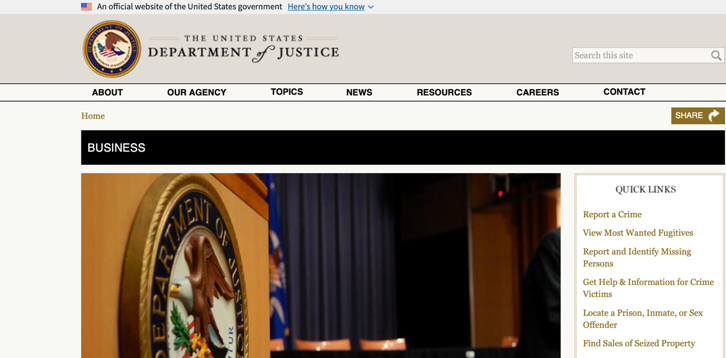 An official website of the United States government Here's how you know
THE UNITED STATES
DEPARTMENT of JUSTICE
Search this site
ABOUT OUR AGENCY TOPICS NEWS RESOURCES CAREERS CONTACT
Home
SHARE
BUSINESS
DEPARTMENT OF JUSTICE
QUICK LINKS
Report a Crime
View Most Wanted Fugitives
Report and Identify Missing
Persons
Get Help & Information for Crime
Victims
Locate a Prison, Inmate, or Sex
Offender
Find Sales of Seized Property